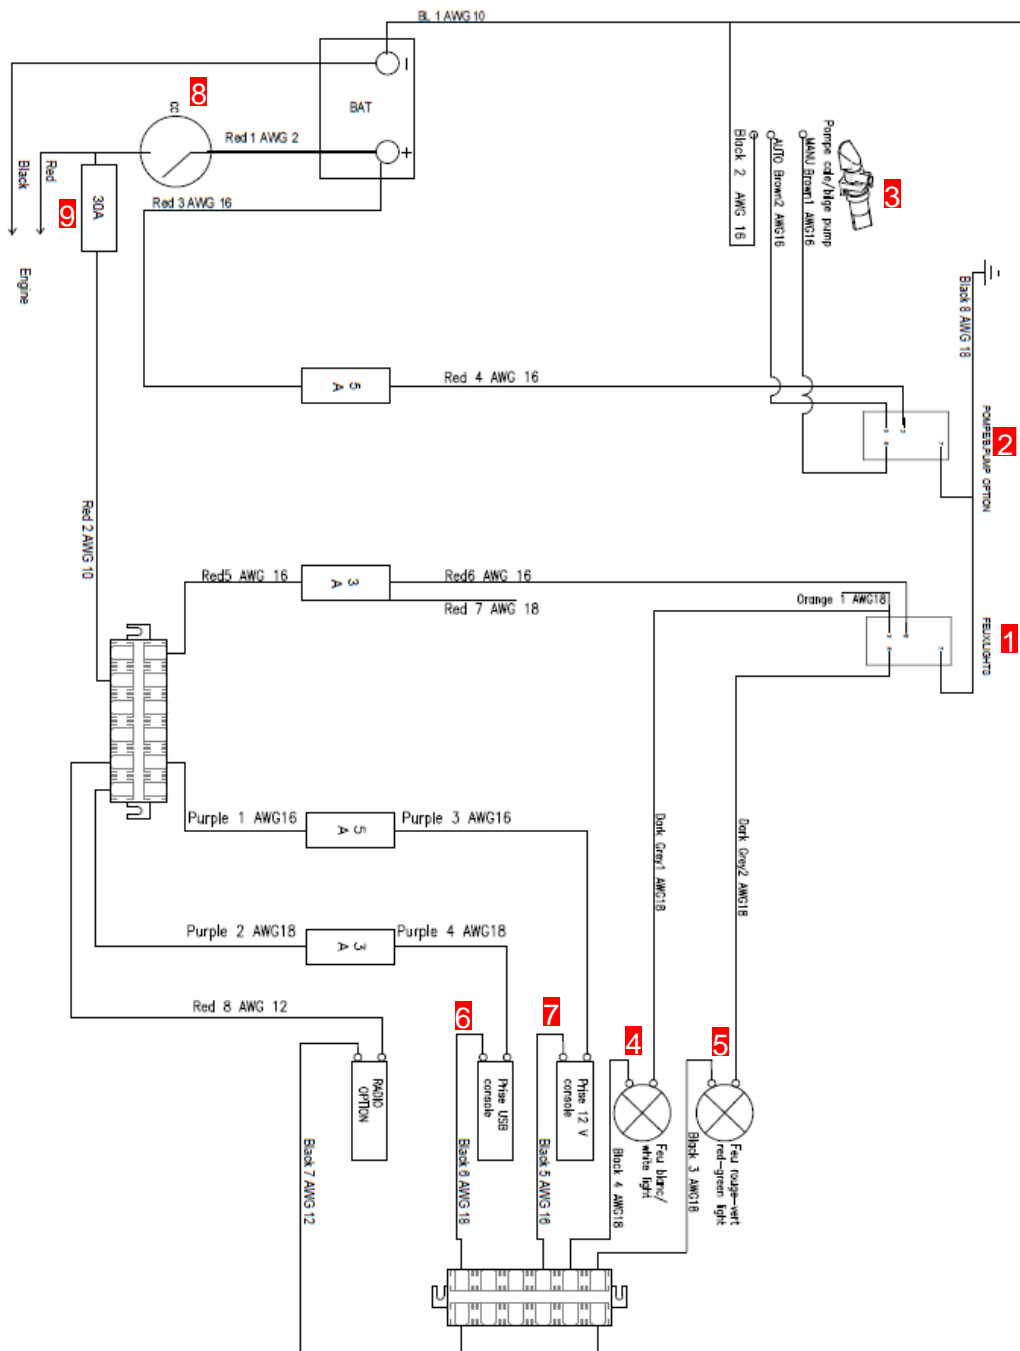 BL 1 AWG 10
8
cc
BAT
-
+
Red 1 AWG 2
Red 3 AWG 16
Black
Red
9
30A
Engine
Pompe cale/bilge pump
MANU Brown1 AWG16
AUTO Brown2 AWG16
Black 2 AWG 16
3
Black 8 AWG 18
5 A
Red 4 AWG 16
POMPE/B.PUMP OPTION
2
Red 2 AWG 10
Red5 AWG 16
3 A
Red6 AWG 16
Red 7 AWG 18
Orange 1 AWG18
FEUX/LIGHTS
1
Purple 1 AWG16
5 A
Purple 3 AWG16
Dark Grey1 AWG18
Dark Grey2 AWG18
Purple 2 AWG18
3 A
Purple 4 AWG18
Red 8 AWG 12
6
7
4
5
RADIO
OPTION
Prise USB
console
Prise 12 V
console
Feu blanc/
white light
Feu rouge-vert
red-green light
Black 7 AWG 12
Black 6 AWG 18
Black 5 AWG 16
Black 4 AWG18
Black 3 AWG18